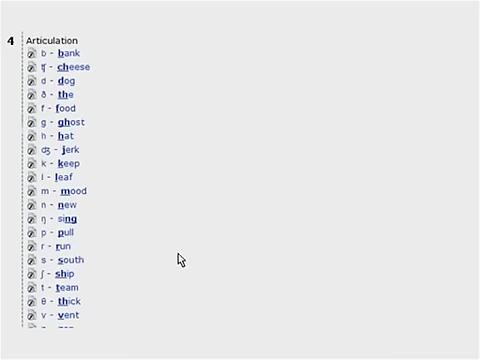 4 Articulation
b - bank
ʧ - cheese
d - dog
ð - the
f - food
g - ghost
h - hat
ʤ - jerk
k - keep
l - leaf
m - mood
n - new
ŋ - sing
p - pull
r - run
s - south
ʃ - ship
t - team
θ - thick
v - vent